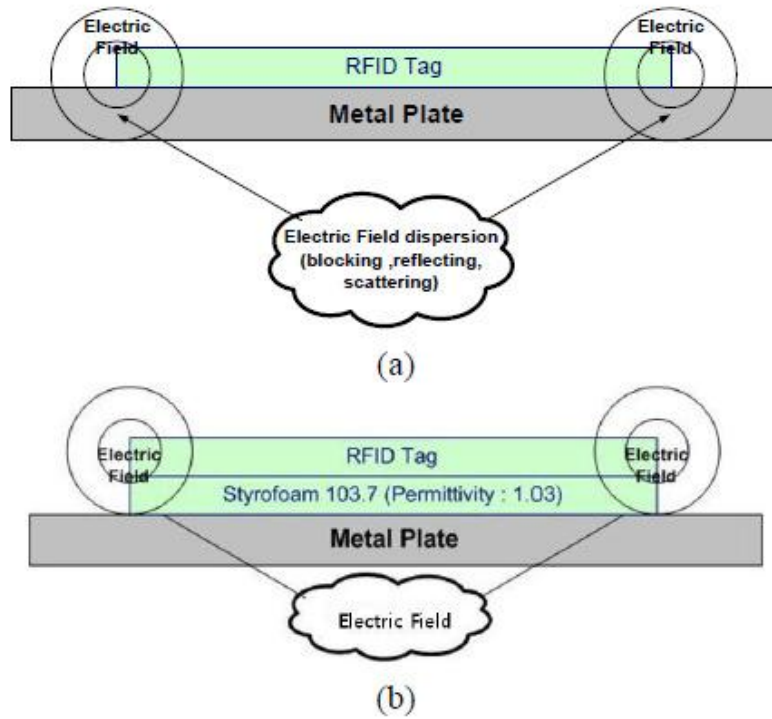 Electric
Field
Electric
Field
RFID Tag
Metal Plate
Electric Field dispersion
(blocking ,reflecting,
scattering)
(a)
Electric
Field
Electric
Field
RFID Tag
Styrofoam 103.7 (Permittivity : 1.03)
Metal Plate
Electric Field
(b)